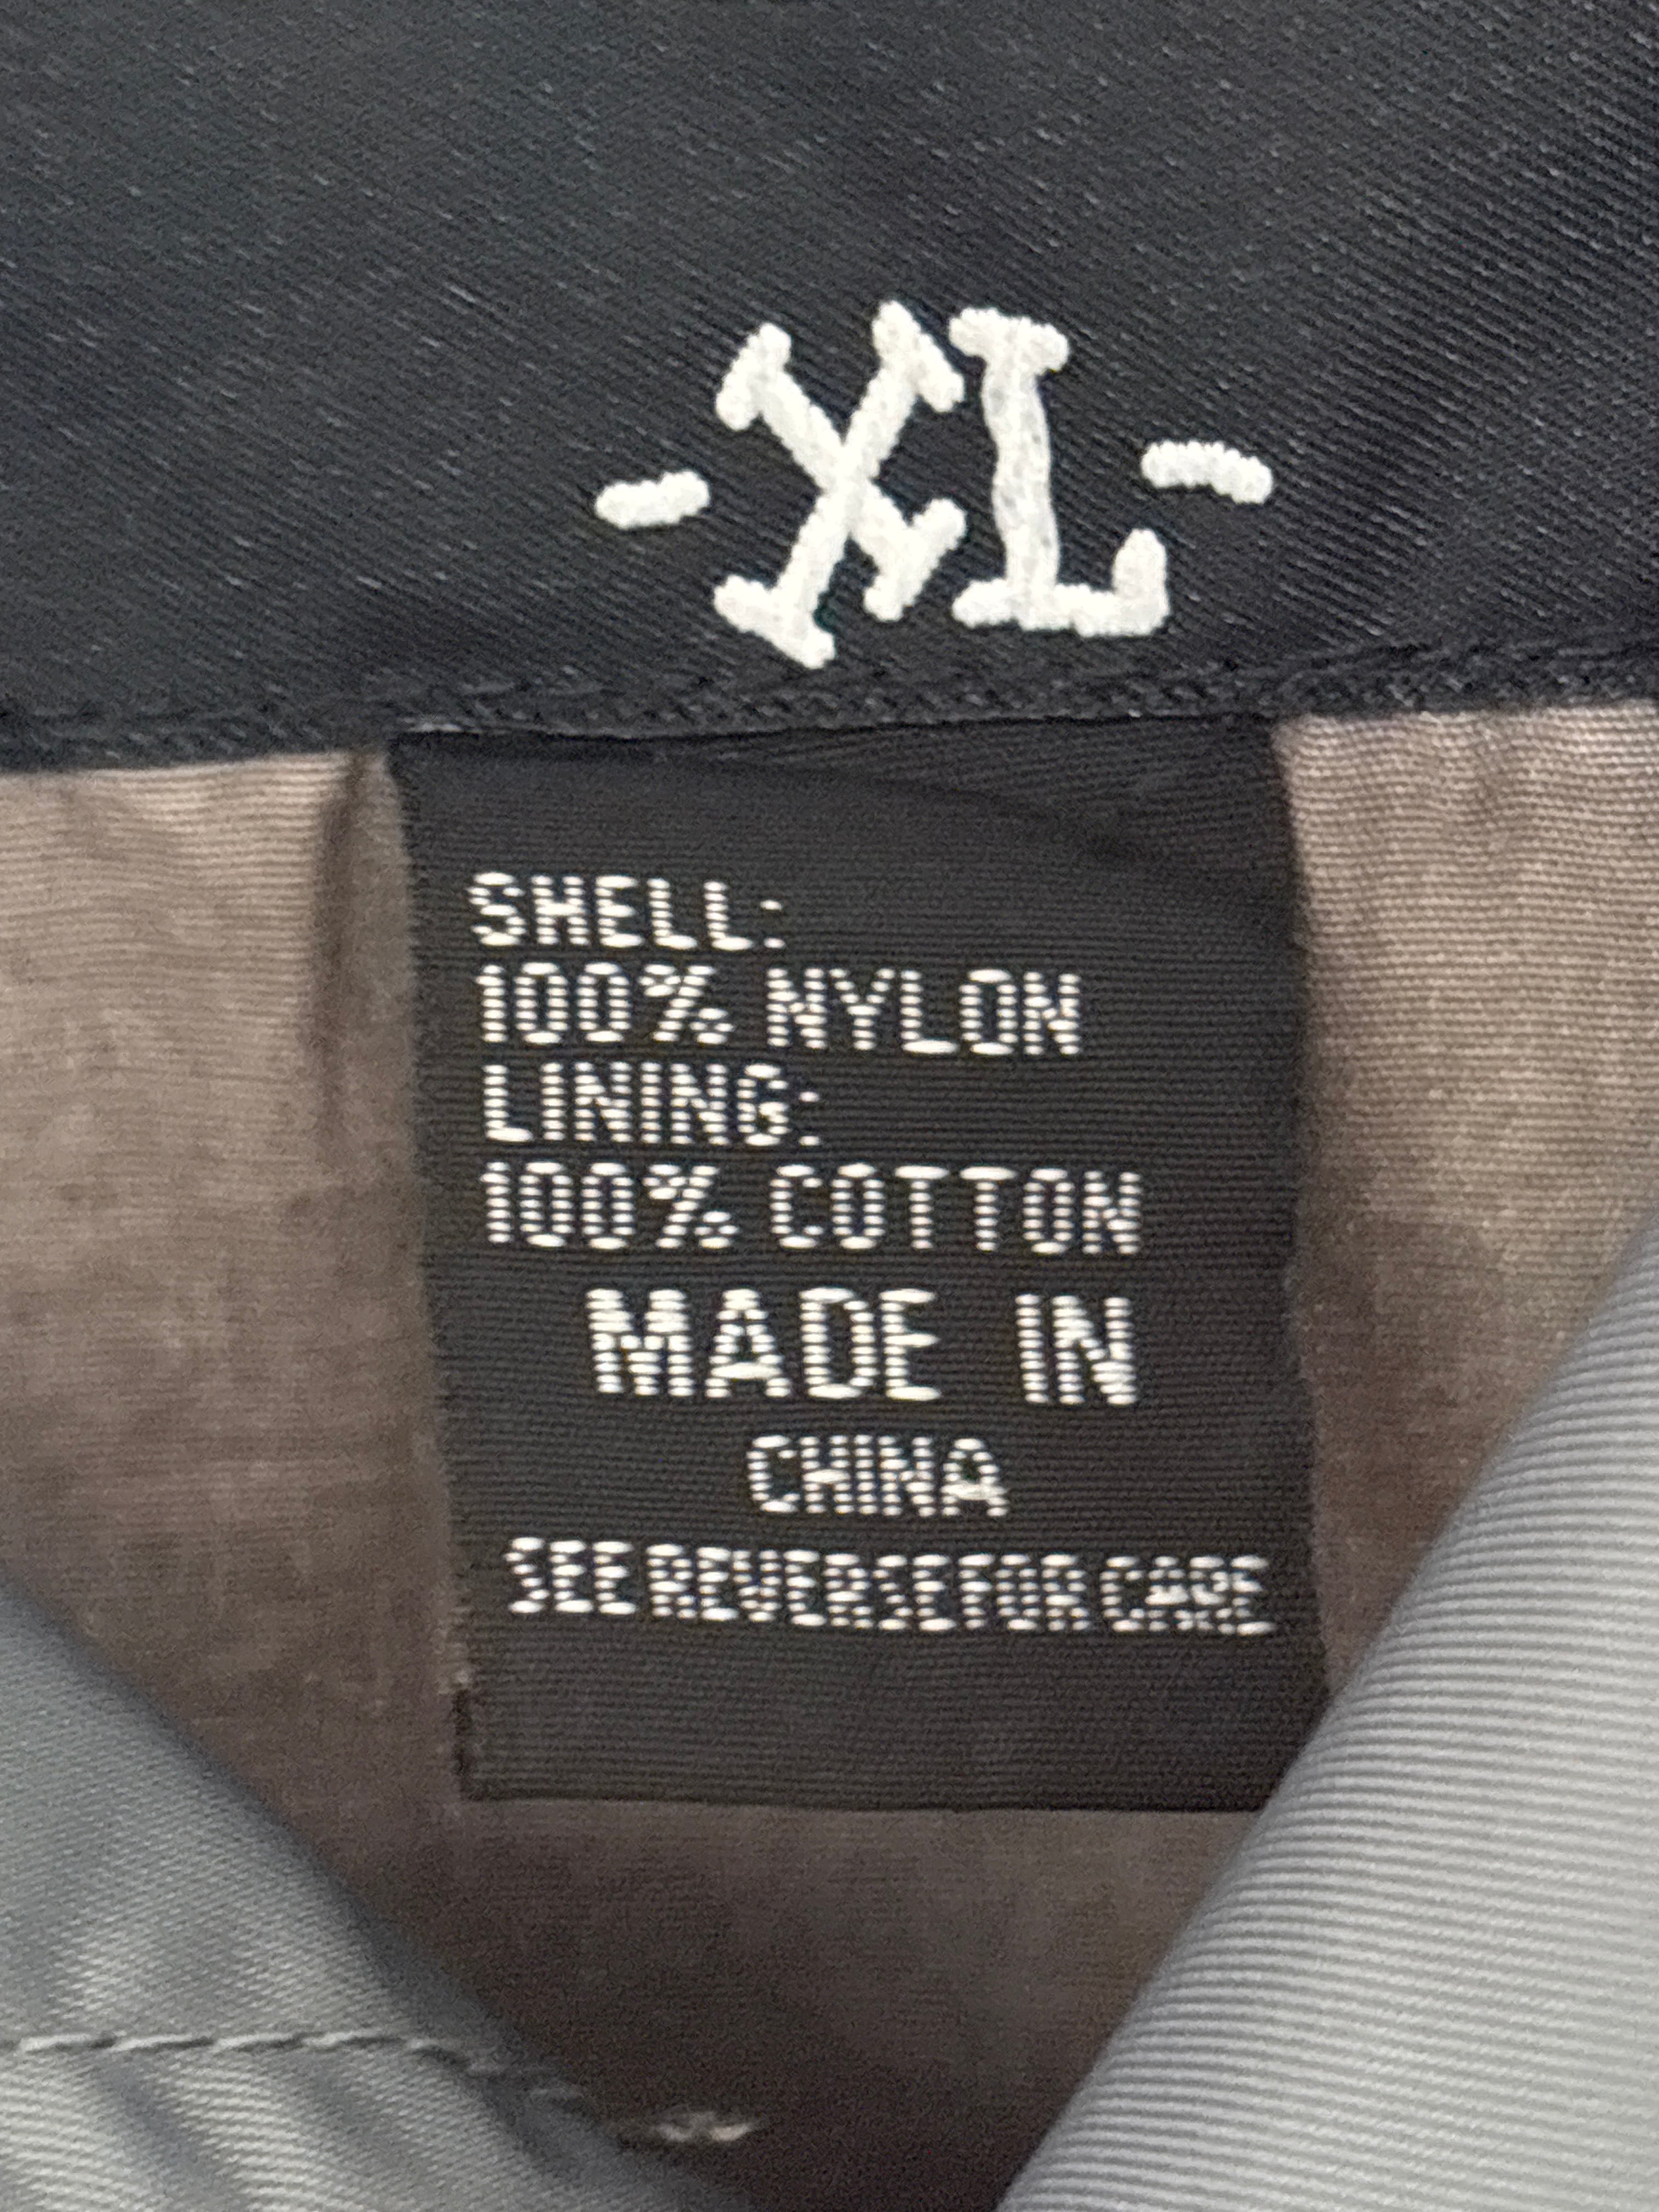 -XL-
SHELL:
100% NYLON
LINING:
100% COTTON
MADE IN
CHINA
SEE REVERSE FOR CARE